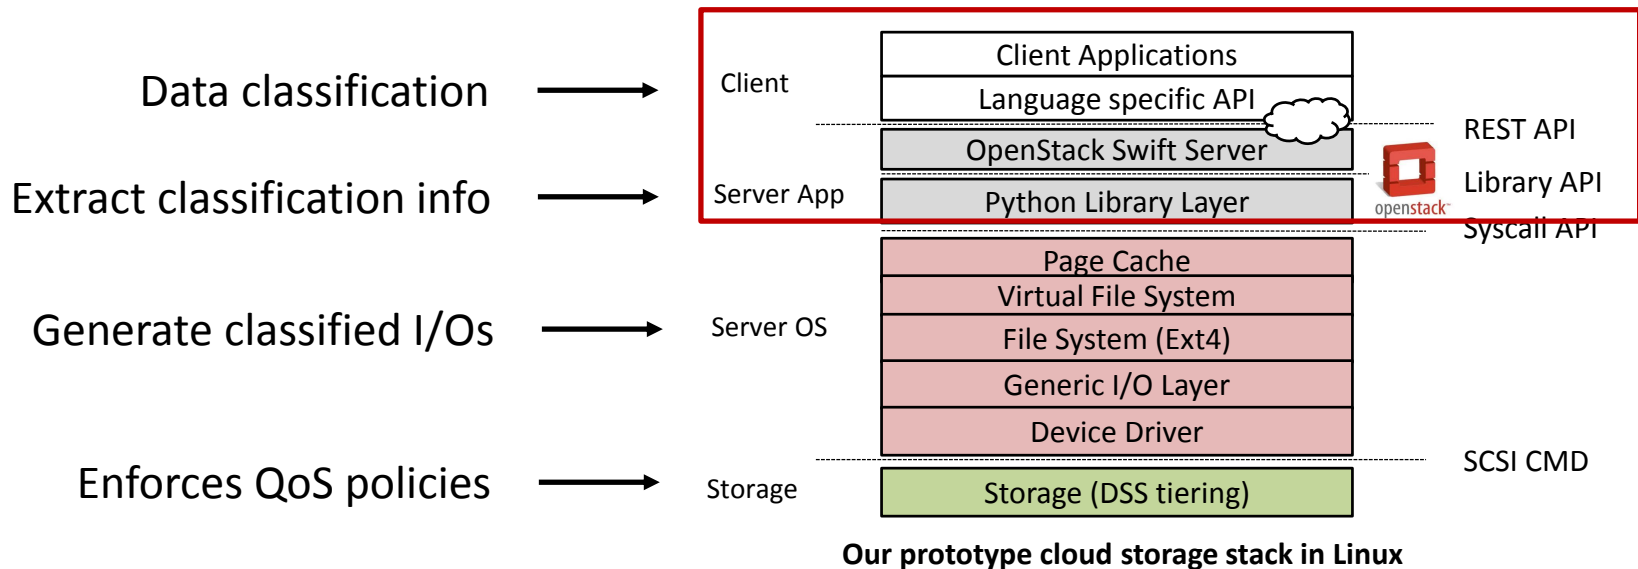 Client Applications
Data classification
Client
Language specific API
REST API
OpenStack Swift Server
Extract classification info
Server App
Python Library Layer
Library API
openstack™
Syscall API
Page Cache
Virtual File System
Generate classified I/Os
Server OS
File System (Ext4)
Generic I/O Layer
Device Driver
SCSI CMD
Enforces QoS policies
Storage
Storage (DSS tiering)
Our prototype cloud storage stack in Linux